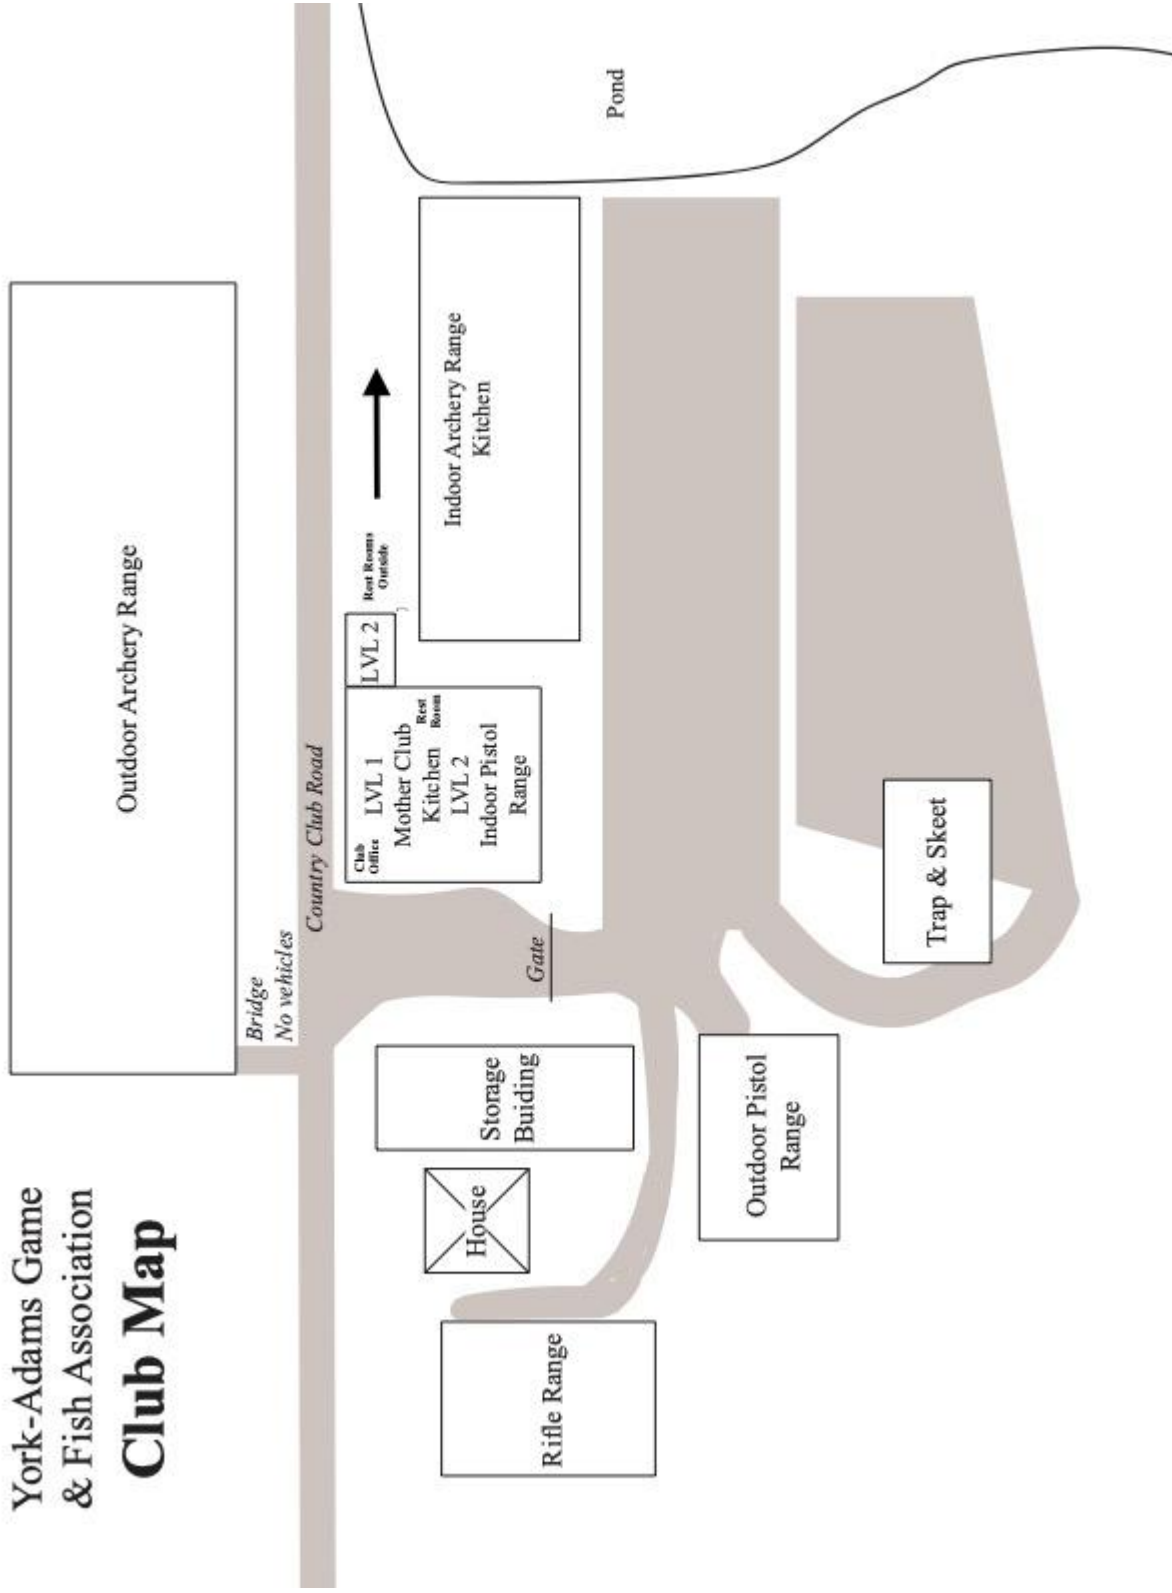 York-Adams Game
& Fish Association
Club Map
Outdoor Archery Range
Bridge
No vehicles
Country Club Road
Club
Office
LVL 1
Mother Club
Kitchen
Rest
Room
LVL 2
Indoor Pistol
Range
LVL 2
Rest Rooms
Outside
Indoor Archery Range
Kitchen
Pond
Gate
Storage
Buiding
House
Rifle Range
Outdoor Pistol
Range
Trap & Skeet